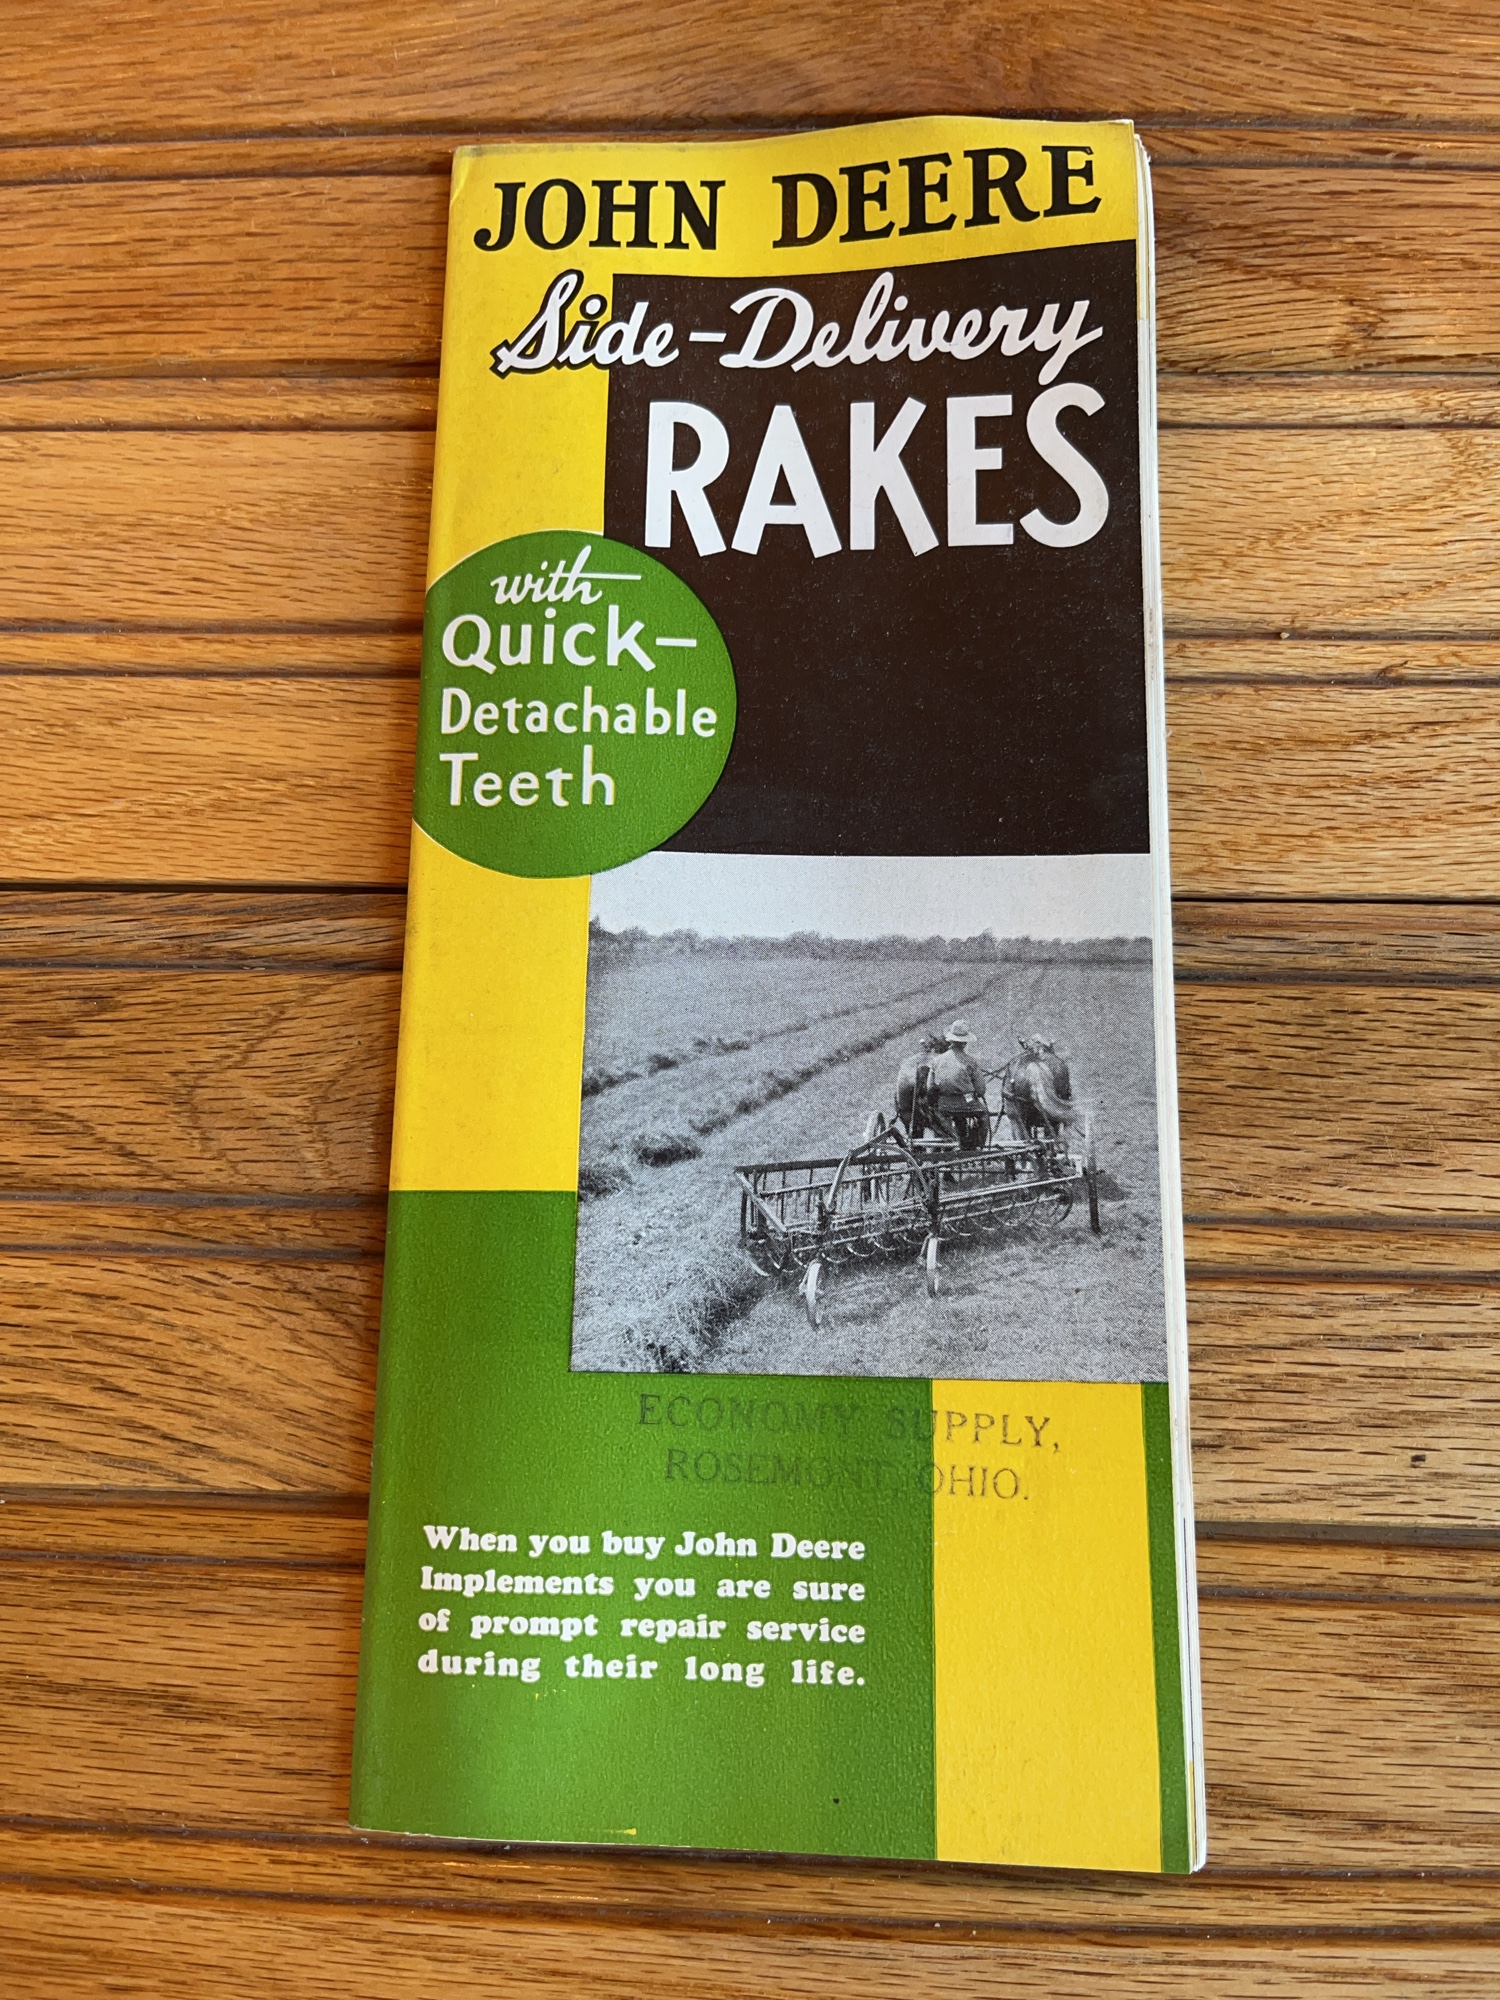 JOHN DEERE
Side-Delivery
RAKES
with
Quick-
Detachable
Teeth
ECONOMY SUPPLY,
ROSEMONT, OHIO.
When you buy John Deere
Implements you are sure
of prompt repair service
during their long life.